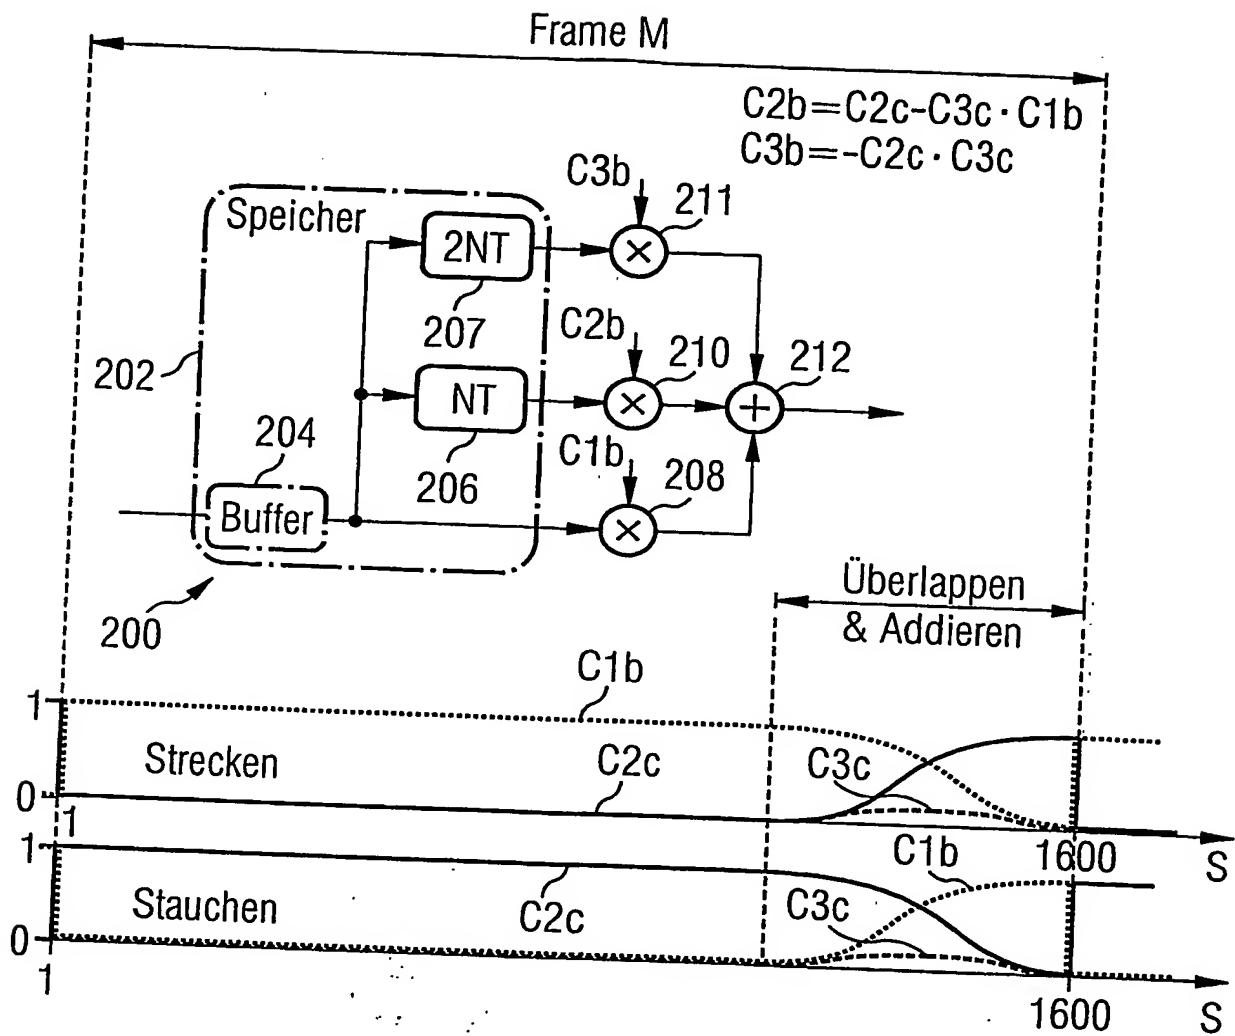 Frame M
C2b=C2c-C3c·C1b
C3b=-C2c·C3c
C3b
211
Speicher
2NT
207
C2b
210
212
202
NT
206
C1b
208
204
Buffer
200
Überlappen
& Addieren
C1b
1
Strecken
C2c
C3c
0
1
1600
S
1
C1b
Stauchen
C2c
C3c
0
1
1600
S